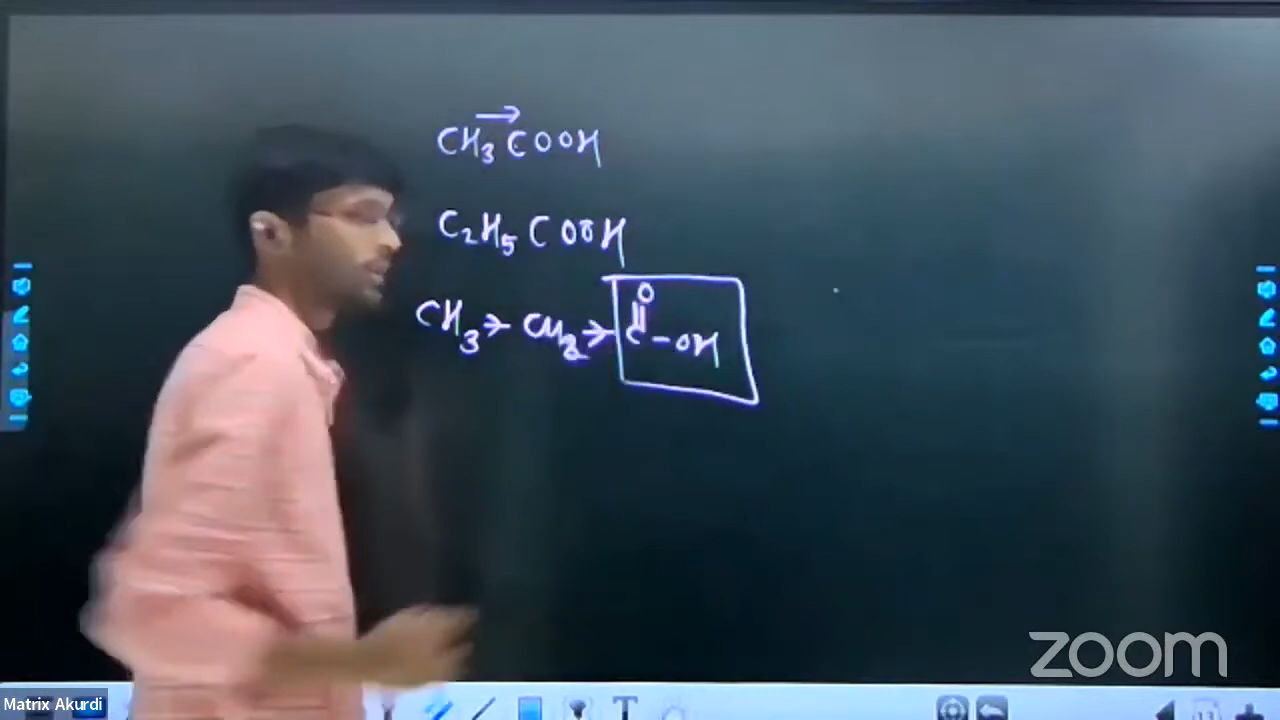 CH₃COOH
C₂H₅COOH
O
CH₃→CH₂→C-OH
zoom
Matrix Akurdi